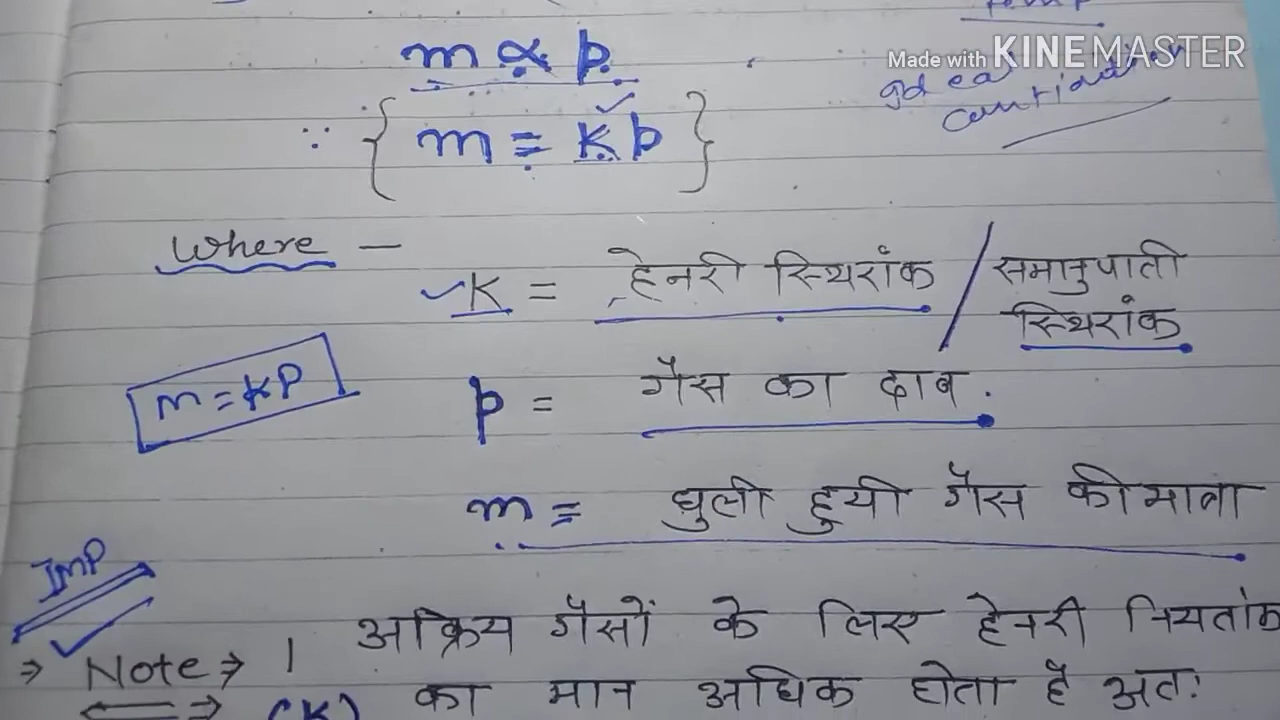 Made with KINEMASTER
m ∝ p
∵ { m = kp }
Where —
K = हेनरी स्थिरांक / समानुपाती
स्थिरांक
m = KP
p = गैस का दाब .
m = घुली हुयी गैस की मात्रा
IMP
⇒ Note ⇒ 1 अक्रिय गैसों के लिए हेनरी नियतांक
(K) का मान अधिक होता है अतः